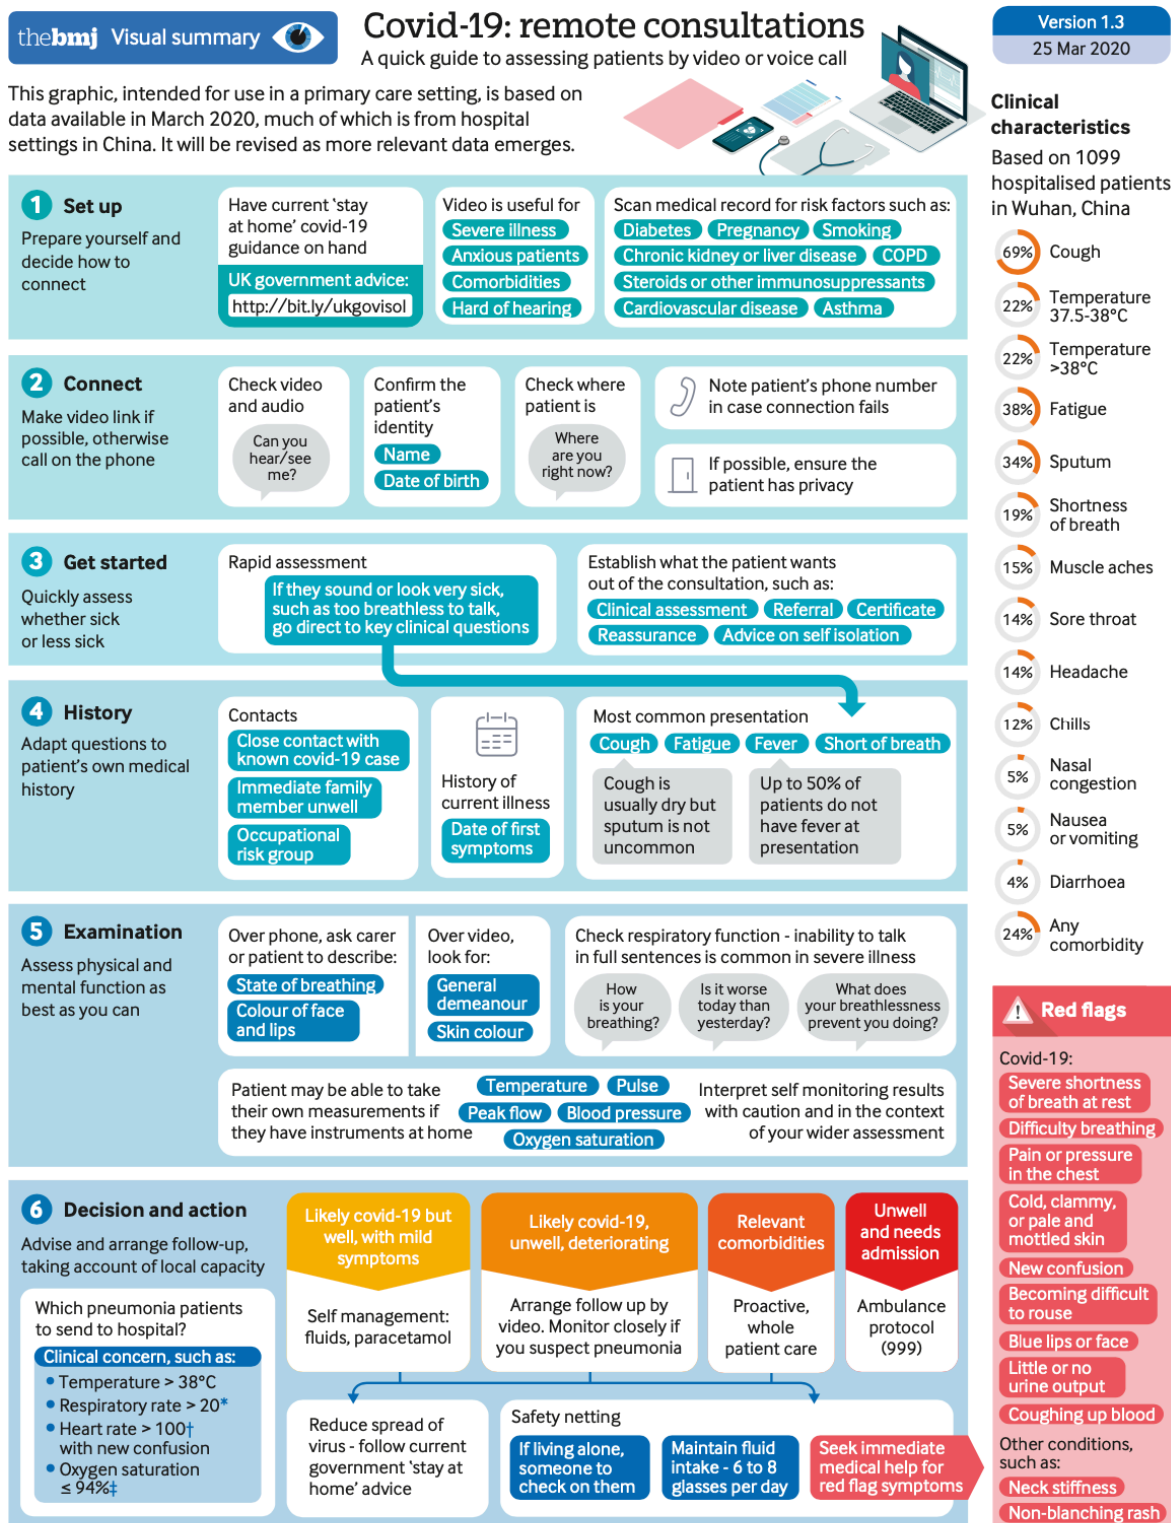 thebmj Visual summary
Covid-19: remote consultations
A quick guide to assessing patients by video or voice call
Version 1.3
25 Mar 2020
This graphic, intended for use in a primary care setting, is based on
data available in March 2020, much of which is from hospital
settings in China. It will be revised as more relevant data emerges.
1 Set up
Prepare yourself and
decide how to
connect
Have current 'stay
at home' covid-19
guidance on hand
UK government advice:
http://bit.ly/ukgovisol
Video is useful for
Severe illness
Anxious patients
Comorbidities
Hard of hearing
Scan medical record for risk factors such as:
Diabetes Pregnancy Smoking
Chronic kidney or liver disease COPD
Steroids or other immunosuppressants
Cardiovascular disease Asthma
2 Connect
Make video link if
possible, otherwise
call on the phone
Check video
and audio
Can you
hear/see
me?
Confirm the
patient's
identity
Name
Date of birth
Check where
patient is
Where
are you
right now?
Note patient's phone number
in case connection fails
If possible, ensure the
patient has privacy
3 Get started
Quickly assess
whether sick
or less sick
Rapid assessment
If they sound or look very sick,
such as too breathless to talk,
go direct to key clinical questions
Establish what the patient wants
out of the consultation, such as:
Clinical assessment Referral Certificate
Reassurance Advice on self isolation
4 History
Adapt questions to
patient's own medical
history
Contacts
Close contact with
known covid-19 case
Immediate family
member unwell
Occupational
risk group
History of
current illness
Date of first
symptoms
Most common presentation
Cough Fatigue Fever Short of breath
Cough is
usually dry but
sputum is not
uncommon
Up to 50% of
patients do not
have fever at
presentation
5 Examination
Assess physical and
mental function as
best as you can
Over phone, ask carer
or patient to describe:
State of breathing
Colour of face
and lips
Over video,
look for:
General
demeanour
Skin colour
Check respiratory function - inability to talk
in full sentences is common in severe illness
How
is your
breathing?
Is it worse
today than
yesterday?
What does
your breathlessness
prevent you doing?
Patient may be able to take
their own measurements if
they have instruments at home
Temperature Pulse
Peak flow Blood pressure
Oxygen saturation
Interpret self monitoring results
with caution and in the context
of your wider assessment
6 Decision and action
Advise and arrange follow-up,
taking account of local capacity
Which pneumonia patients
to send to hospital?
Clinical concern, such as:
• Temperature > 38°C
• Respiratory rate > 20*
• Heart rate > 100†
with new confusion
• Oxygen saturation
≤ 94%‡
Likely covid-19 but
well, with mild
symptoms
Self management:
fluids, paracetamol
Likely covid-19,
unwell, deteriorating
Arrange follow up by
video. Monitor closely if
you suspect pneumonia
Relevant
comorbidities
Proactive,
whole
patient care
Unwell
and needs
admission
Ambulance
protocol
(999)
Reduce spread of
virus - follow current
government 'stay at
home' advice
Safety netting
If living alone,
someone to
check on them
Maintain fluid
intake - 6 to 8
glasses per day
Seek immediate
medical help for
red flag symptoms
Clinical
characteristics
Based on 1099
hospitalised patients
in Wuhan, China
69% Cough
22% Temperature
37.5-38°C
22% Temperature
>38°C
38% Fatigue
34% Sputum
19% Shortness
of breath
15% Muscle aches
14% Sore throat
14% Headache
12% Chills
5% Nasal
congestion
5% Nausea
or vomiting
4% Diarrhoea
24% Any
comorbidity
Red flags
Covid-19:
Severe shortness
of breath at rest
Difficulty breathing
Pain or pressure
in the chest
Cold, clammy,
or pale and
mottled skin
New confusion
Becoming difficult
to rouse
Blue lips or face
Little or no
urine output
Coughing up blood
Other conditions,
such as:
Neck stiffness
Non-blanching rash